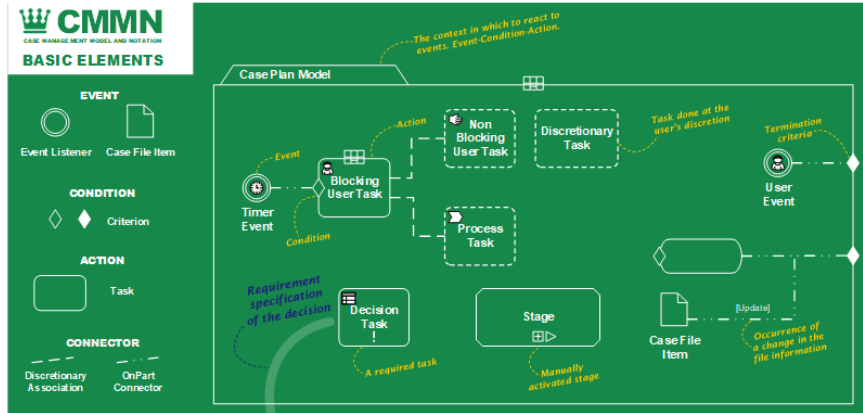 CMMN
CASE MANAGEMENT MODEL AND NOTATION
BASIC ELEMENTS
EVENT
Event Listener
Case File Item
CONDITION
Criterion
ACTION
Task
CONNECTOR
Discretionary
Association
OnPart
Connector
The context in which to react to
events. Event-Condition-Action.
Case Plan Model
Event
Action
Timer
Event
Condition
Blocking
User Task
Non
Blocking
User Task
Process
Task
Discretionary
Task
Task done at the
user's discretion
Termination
criteria
User
Event
Requirement
specification
of the decision
Decision
Task
!
A required task
Stage
Manually
activated stage
Case File
Item
[Update]
Occurrence of
a change in the
file information